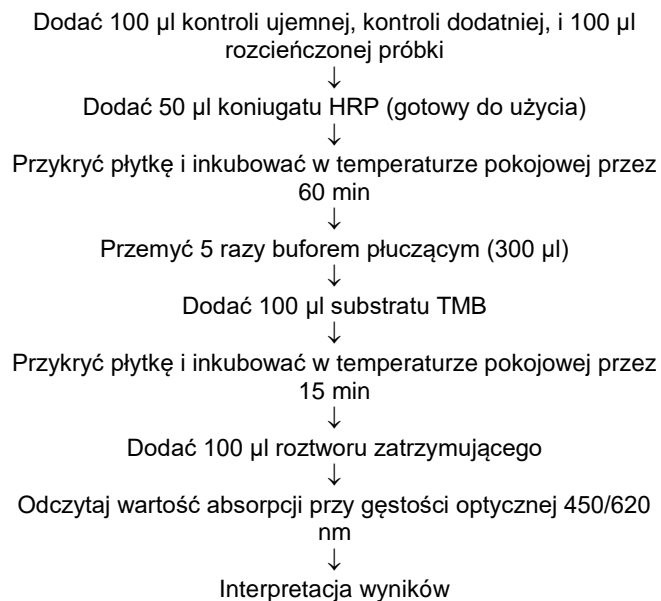 Dodać 100 µl kontroli ujemnej, kontroli dodatniej, i 100 µl
rozcieńczonej próbki
↓
Dodać 50 µl koniugatu HRP (gotowy do użycia)
↓
Przykryć płytkę i inkubować w temperaturze pokojowej przez
60 min
↓
Przemyć 5 razy buforem płuczącym (300 µl)
↓
Dodać 100 µl substratu TMB
↓
Przykryć płytkę i inkubować w temperaturze pokojowej przez
15 min
↓
Dodać 100 µl roztworu zatrzymującego
↓
Odczytaj wartość absorpcji przy gęstości optycznej 450/620
nm
↓
Interpretacja wyników